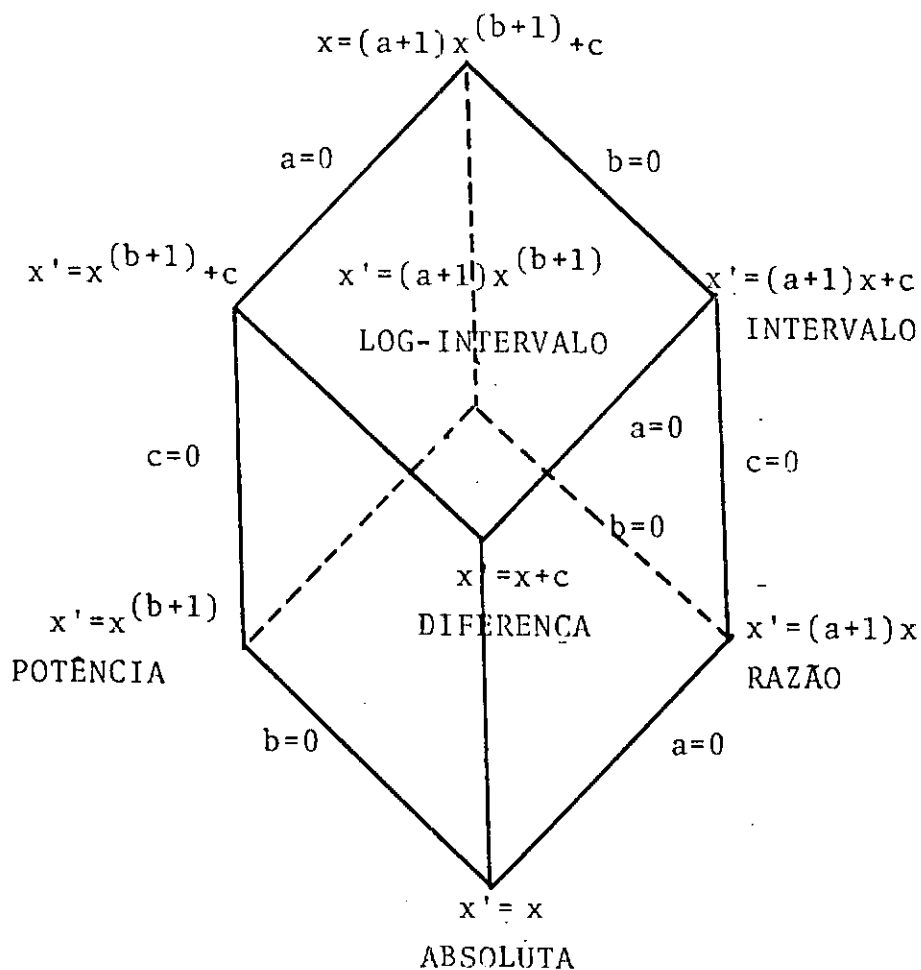 x=(a+1)x^(b+1)+c
a=0
b=0
x'=x^(b+1)+c
x'=(a+1)x^(b+1)
x'=(a+1)x+c
LOG-INTERVALO
INTERVALO
a=0
c=0
c=0
b=0
x'=x+c
x'=x^(b+1)
DIFERENÇA
x'=(a+1)x
POTÊNCIA
RAZÃO
b=0
a=0
x'= x
ABSOLUTA